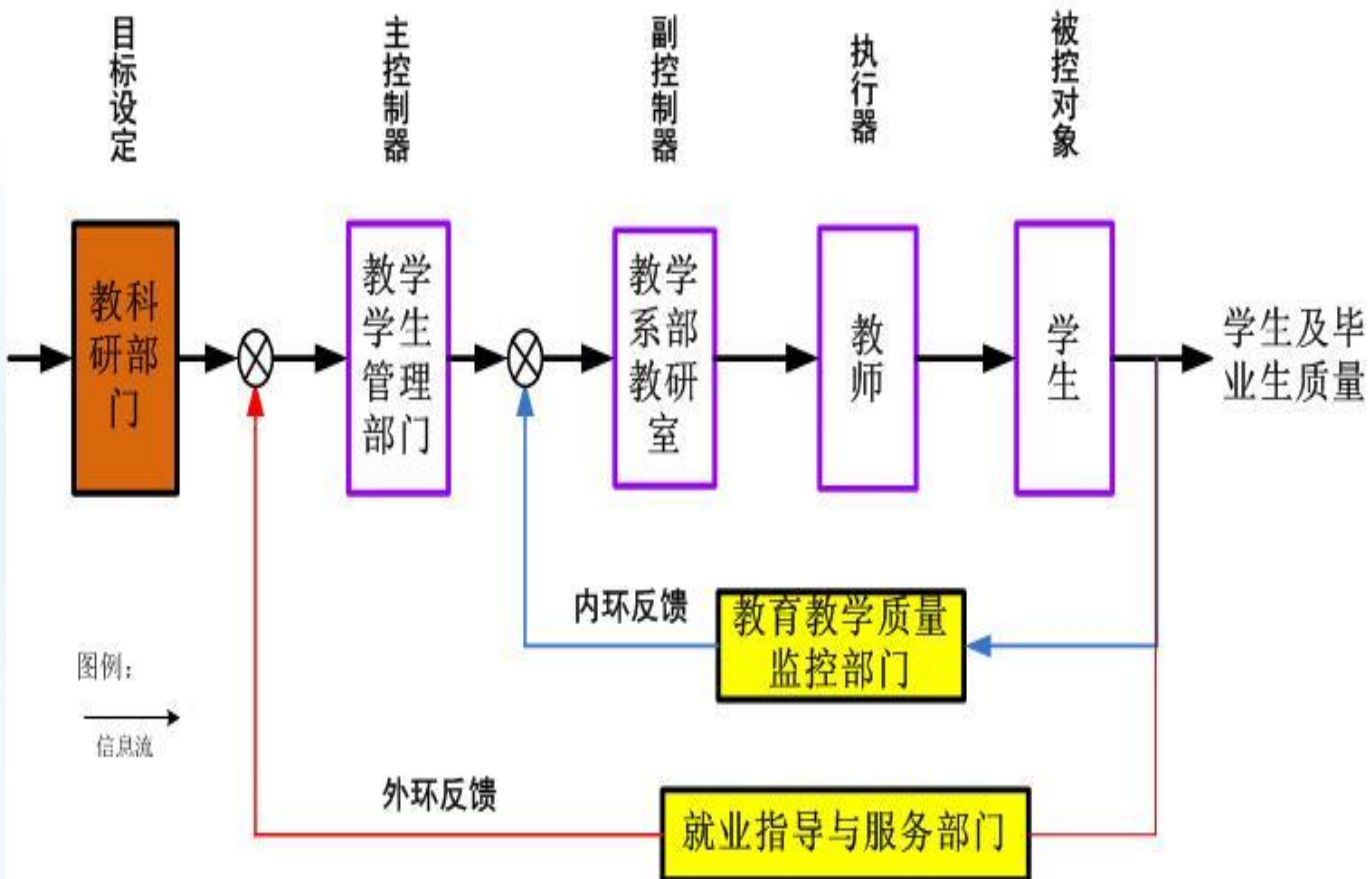 目标设定
主控制器
副控制器
执行器
被控对象
教科
研部
门
教学
学生
管理
部门
教学
系部
教研
室
教师
学生
学生及毕
业生质量
内环反馈
教育教学质量
监控部门
图例：
信息流
外环反馈
就业指导与服务部门